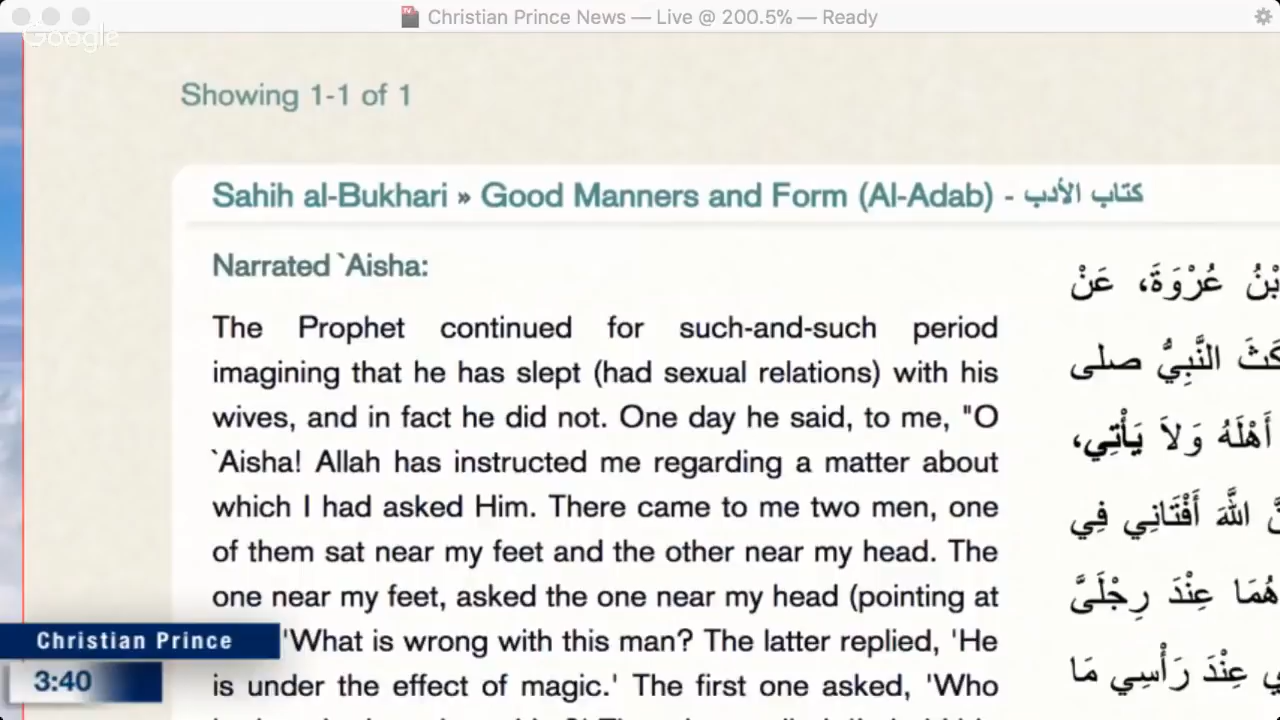 Christian Prince News — Live @ 200.5% — Ready
Google
Showing 1-1 of 1
Sahih al-Bukhari » Good Manners and Form (Al-Adab) - كتاب الأدب
Narrated `Aisha:
The Prophet continued for such-and-such period
imagining that he has slept (had sexual relations) with his
wives, and in fact he did not. One day he said, to me, "O
`Aisha! Allah has instructed me regarding a matter about
which I had asked Him. There came to me two men, one
of them sat near my feet and the other near my head. The
one near my feet, asked the one near my head (pointing at
'What is wrong with this man? The latter replied, 'He
is under the effect of magic.' The first one asked, 'Who
بْنُ عُرْوَةَ، عَنْ
النَّبِيُّ صلى
أَهْلَهُ وَلاَ يَأْتِي،
اللَّهَ أَفْتَانِي فِي
عِنْدَ رِجْلَىَّ
عِنْدَ رَأْسِي مَا
Christian Prince
3:40